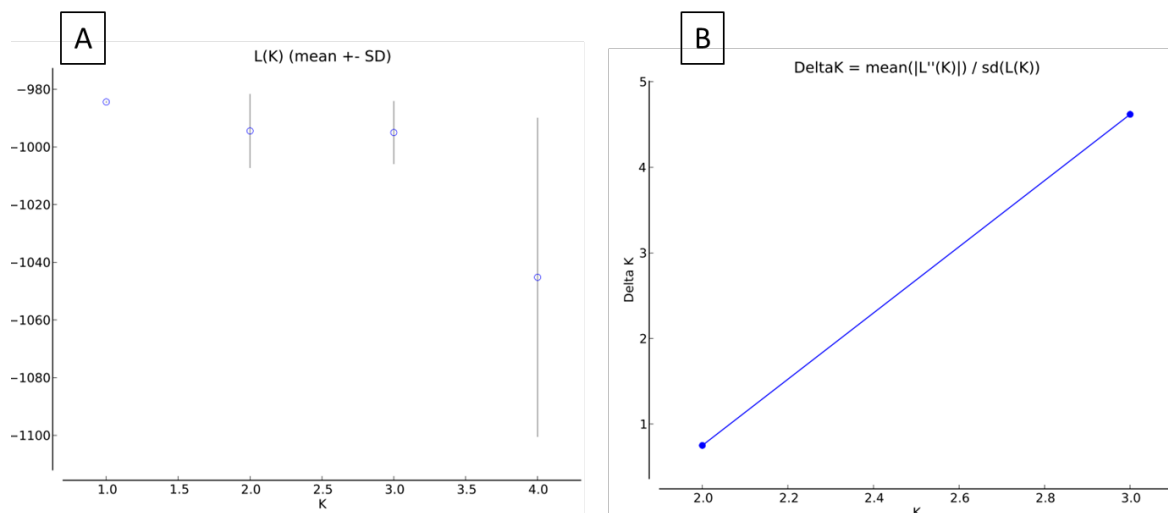 A
L(K) (mean +- SD)
−980
−1000
−1020
−1040
−1060
−1080
−1100
1.0 1.5 2.0 2.5 3.0 3.5 4.0
K
B
DeltaK = mean(|L''(K)|) / sd(L(K))
5
4
3
2
1
Delta K
2.0 2.2 2.4 2.6 2.8 3.0
K